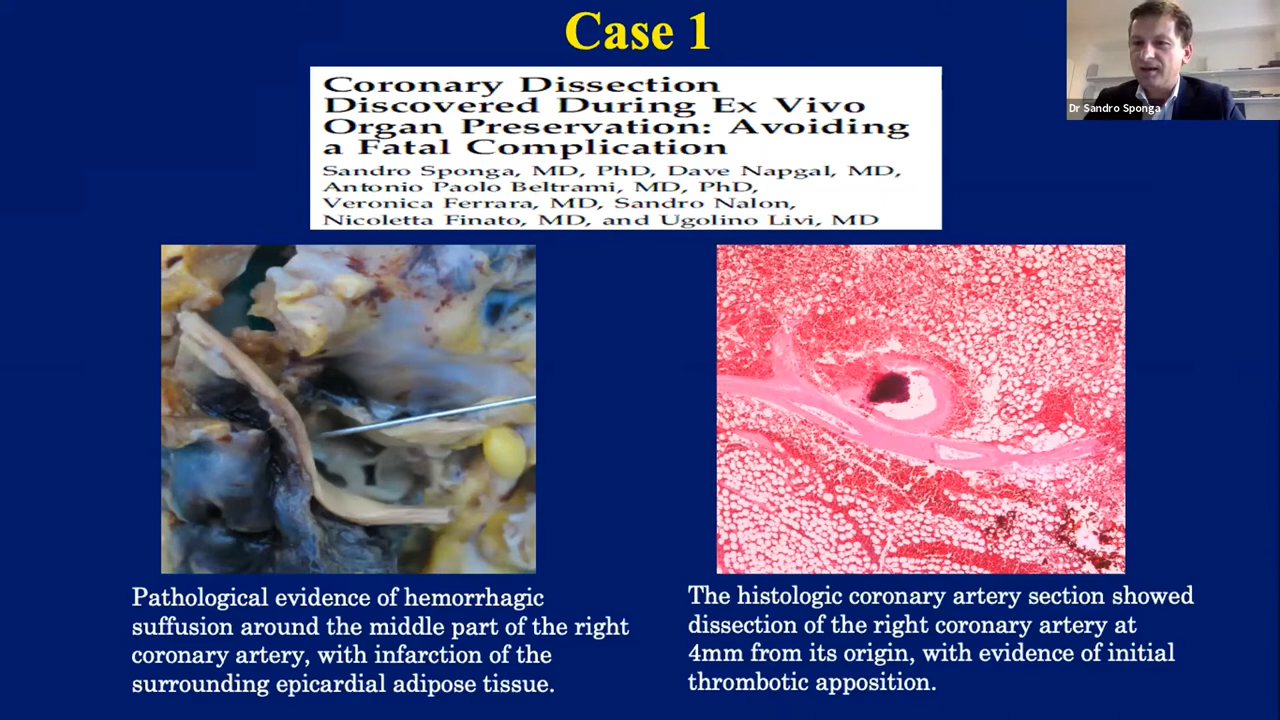 Case 1
Dr Sandro Sponga
Coronary Dissection
Discovered During Ex Vivo
Organ Preservation: Avoiding
a Fatal Complication
Sandro Sponga, MD, PhD, Dave Napgal, MD,
Antonio Paolo Beltrami, MD, PhD,
Veronica Ferrara, MD, Sandro Nalon,
Nicoletta Finato, MD, and Ugolino Livi, MD
Pathological evidence of hemorrhagic
suffusion around the middle part of the right
coronary artery, with infarction of the
surrounding epicardial adipose tissue.
The histologic coronary artery section showed
dissection of the right coronary artery at
4mm from its origin, with evidence of initial
thrombotic apposition.